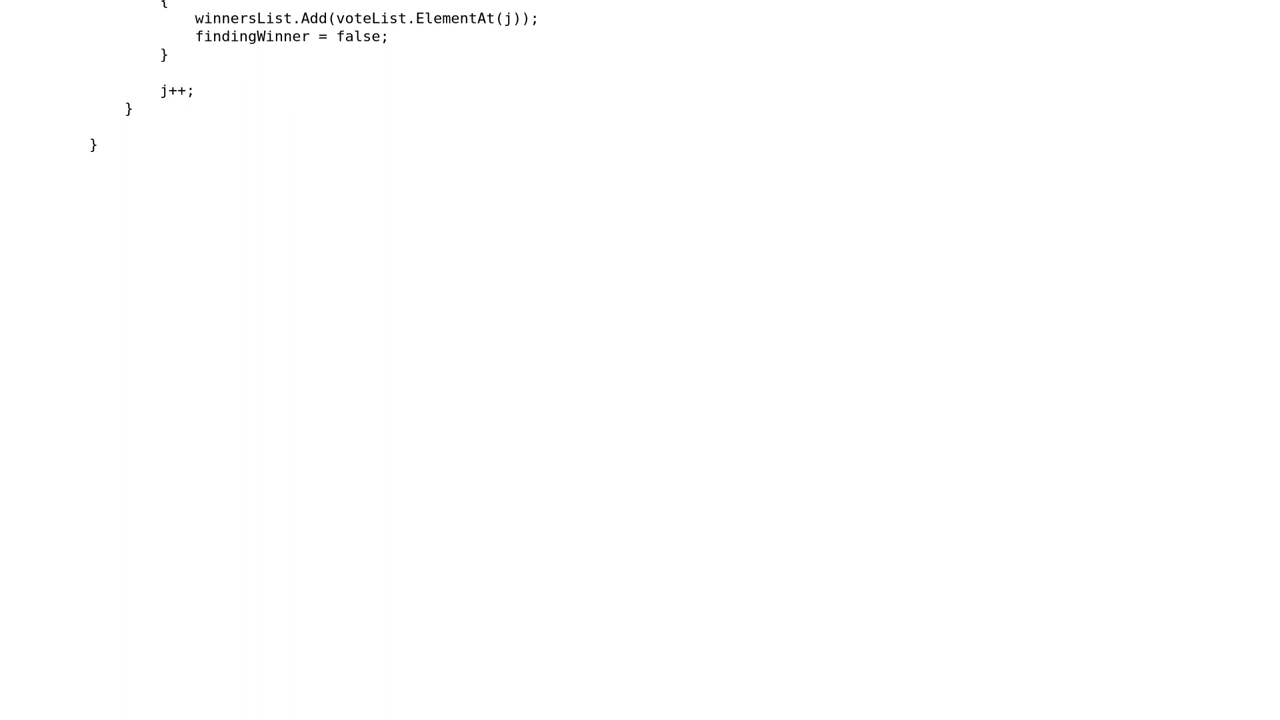 {
winnersList.Add(voteList.ElementAt(j));
findingWinner = false;
}
j++;
}
}